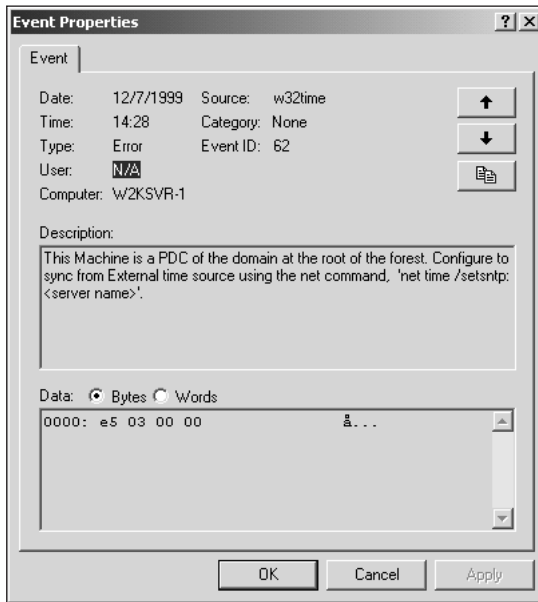 Event Properties
Event
Date: 12/7/1999 Source: w32time
Time: 14:28 Category: None
Type: Error Event ID: 62
User: N/A
Computer: W2KSVR-1
Description:
This Machine is a PDC of the domain at the root of the forest. Configure to
sync from External time source using the net command, 'net time /setsntp:
<server name>'.
Data: Bytes Words
0000: e5 03 00 00 å...
OK Cancel Apply